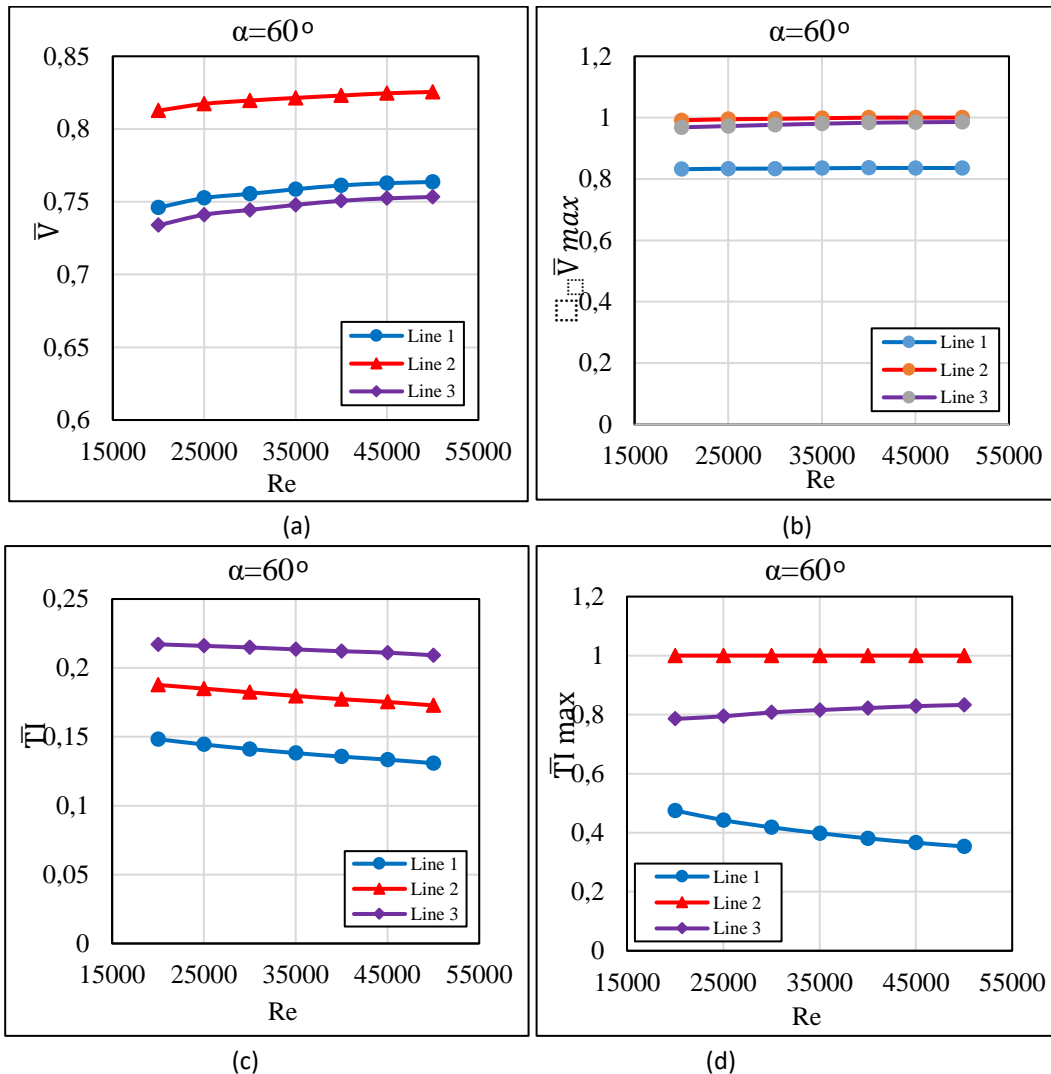 α=60°
0,85
0,8
0,75
0,7
0,65
0,6
V̅
15000 25000 35000 45000 55000
Re
Line 1
Line 2
Line 3
(a)
α=60°
1,2
1
0,8
0,6
0,4
0,2
0
V̅ max
15000 25000 35000 45000 55000
Re
Line 1
Line 2
Line 3
(b)
α=60°
0,25
0,2
0,15
0,1
0,05
0
T̅I
15000 25000 35000 45000 55000
Re
Line 1
Line 2
Line 3
(c)
α=60°
1,2
1
0,8
0,6
0,4
0,2
0
T̅I max
15000 25000 35000 45000 55000
Re
Line 1
Line 2
Line 3
(d)